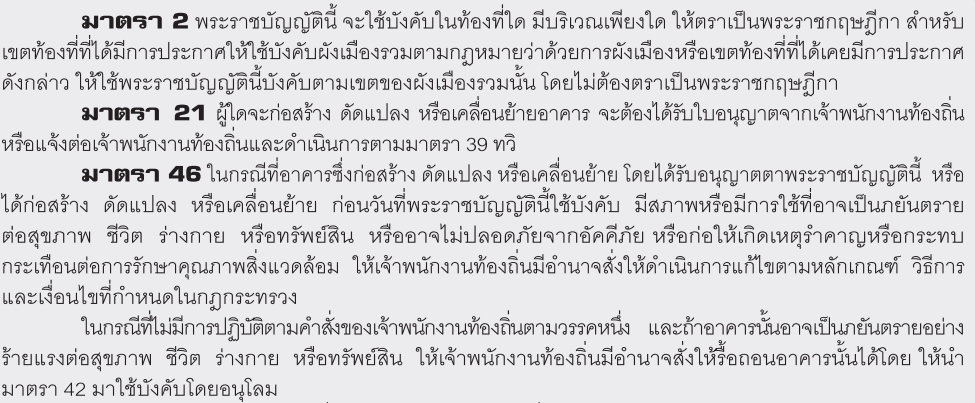 มาตรา 2 พระราชบัญญัตินี้ จะใช้บังคับในท้องที่ใด มีบริเวณเพียงใด ให้ตราเป็นพระราชกฤษฎีกา สำหรับ
เขตท้องที่ที่ได้มีการประกาศให้ใช้บังคับผังเมืองรวมตามกฎหมายว่าด้วยการผังเมืองหรือเขตท้องที่ที่ได้เคยมีการประกาศ
ดังกล่าว ให้ใช้พระราชบัญญัตินี้บังคับตามเขตของผังเมืองรวมนั้น โดยไม่ต้องตราเป็นพระราชกฤษฎีกา
มาตรา 21 ผู้ใดจะก่อสร้าง ดัดแปลง หรือเคลื่อนย้ายอาคาร จะต้องได้รับใบอนุญาตจากเจ้าพนักงานท้องถิ่น
หรือแจ้งต่อเจ้าพนักงานท้องถิ่นและดำเนินการตามมาตรา 39 ทวิ
มาตรา 46 ในกรณีที่อาคารซึ่งก่อสร้าง ดัดแปลง หรือเคลื่อนย้าย โดยได้รับอนุญาตตาพระราชบัญญัตินี้ หรือ
ได้ก่อสร้าง ดัดแปลง หรือเคลื่อนย้าย ก่อนวันที่พระราชบัญญัตินี้ใช้บังคับ มีสภาพหรือมีการใช้ที่อาจเป็นภยันตราย
ต่อสุขภาพ ชีวิต ร่างกาย หรือทรัพย์สิน หรืออาจไม่ปลอดภัยจากอัคคีภัย หรือก่อให้เกิดเหตุรำคาญหรือกระทบ
กระเทือนต่อการรักษาคุณภาพสิ่งแวดล้อม ให้เจ้าพนักงานท้องถิ่นมีอำนาจสั่งให้ดำเนินการแก้ไขตามหลักเกณฑ์ วิธีการ
และเงื่อนไขที่กำหนดในกฎกระทรวง
ในกรณีที่ไม่มีการปฏิบัติตามคำสั่งของเจ้าพนักงานท้องถิ่นตามวรรคหนึ่ง และถ้าอาคารนั้นอาจเป็นภยันตรายอย่าง
ร้ายแรงต่อสุขภาพ ชีวิต ร่างกาย หรือทรัพย์สิน ให้เจ้าพนักงานท้องถิ่นมีอำนาจสั่งให้รื้อถอนอาคารนั้นได้โดย ให้นำ
มาตรา 42 มาใช้บังคับโดยอนุโลม